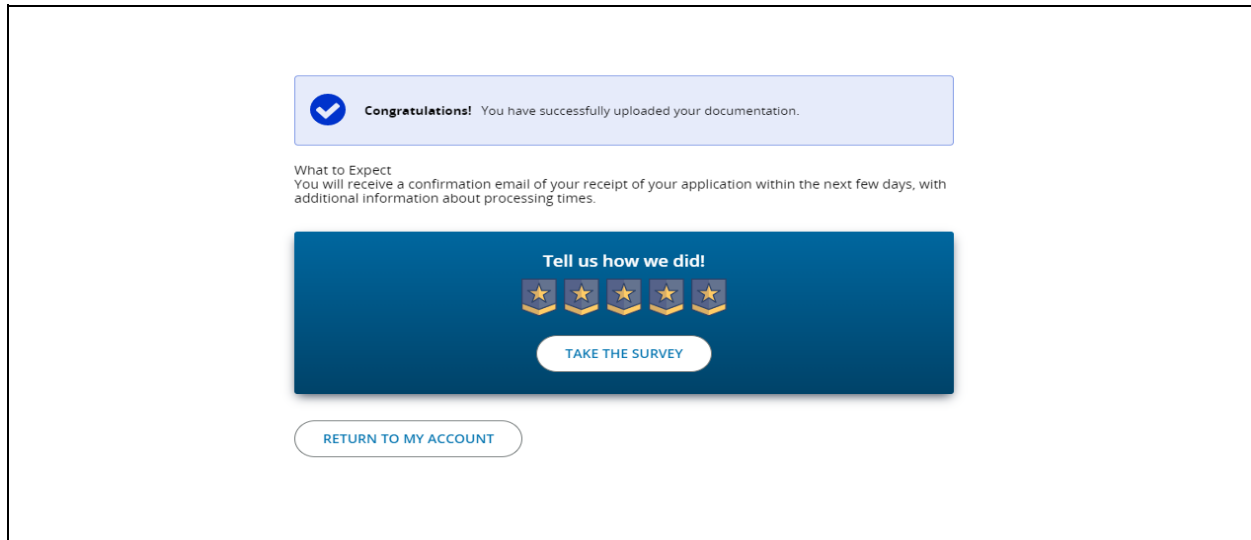 Congratulations! You have successfully uploaded your documentation.
What to Expect
You will receive a confirmation email of your receipt of your application within the next few days, with
additional information about processing times.
Tell us how we did!
TAKE THE SURVEY
RETURN TO MY ACCOUNT